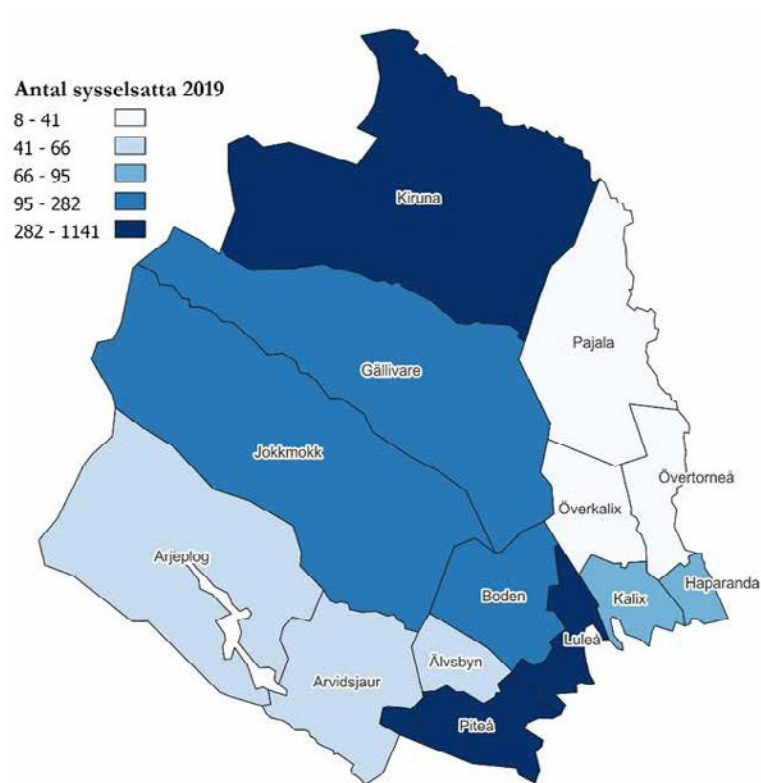 Antal sysselsatta 2019
8 - 41
41 - 66
66 - 95
95 - 282
282 - 1141
Kiruna
Pajala
Gällivare
Jokkmokk
Övertorneå
Överkalix
Arjeplog
Haparanda
Boden
Kalix
Luleå
Älvsbyn
Arvidsjaur
Piteå